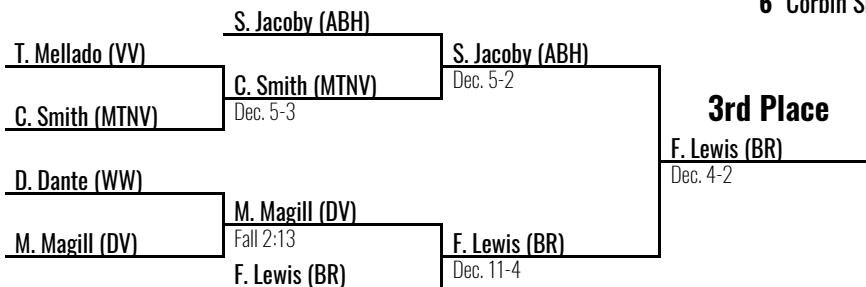 6 Corbin
S. Jacoby (ABH)
T. Mellado (VV)
S. Jacoby (ABH)
Dec. 5-2
C. Smith (MTNV)
Dec. 5-3
C. Smith (MTNV)
3rd Place
F. Lewis (BR)
Dec. 4-2
D. Dante (WW)
M. Magill (DV)
Fall 2:13
M. Magill (DV)
F. Lewis (BR)
Dec. 11-4
F. Lewis (BR)